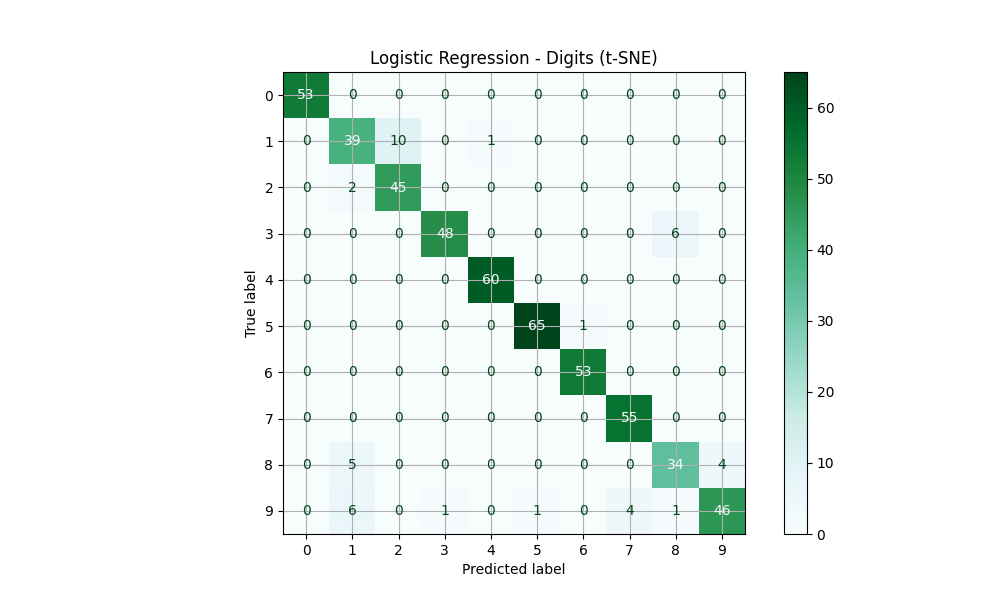 Logistic Regression - Digits (t-SNE)
0 53 0 0 0 0 0 0 0 0 0
1 0 39 10 0 1 0 0 0 0 0
2 0 2 45 0 0 0 0 0 0 0
3 0 0 0 48 0 0 0 0 6 0
4 0 0 0 0 60 0 0 0 0 0
5 0 0 0 0 0 65 1 0 0 0
6 0 0 0 0 0 0 53 0 0 0
7 0 0 0 0 0 0 0 55 0 0
8 0 5 0 0 0 0 0 0 34 4
9 0 6 0 1 0 1 0 4 1 46
0 1 2 3 4 5 6 7 8 9
Predicted label
True label
60
50
40
30
20
10
0